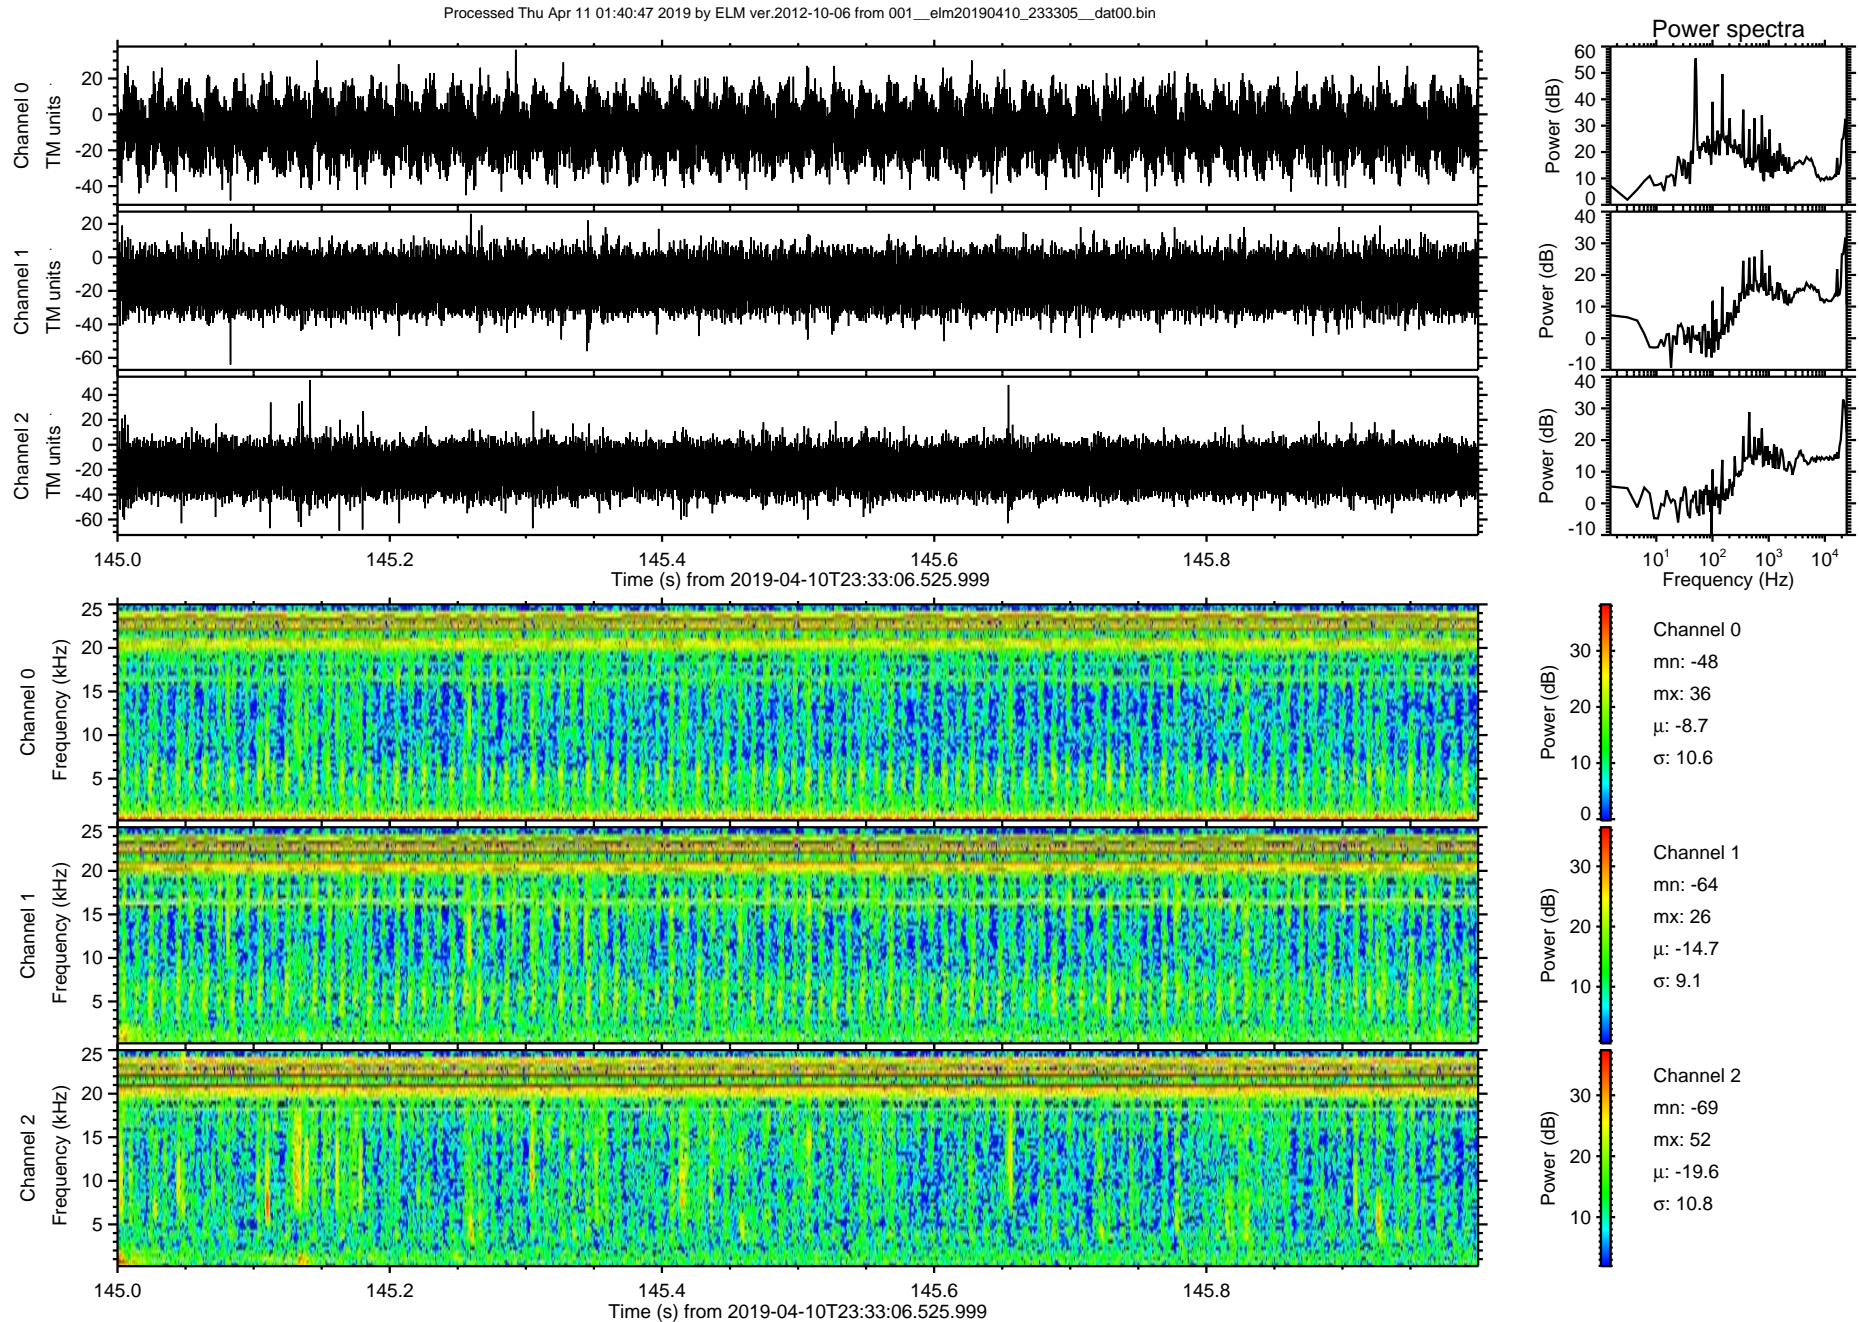 Processed Thu Apr 11 01:40:47 2019 by ELM ver.2012-10-06 from 001__elm20190410_233305__dat00.bin
Power spectra
Channel 0
TM units
20
0
-20
-40
Power (dB)
60
50
40
30
20
10
0
Channel 1
TM units
20
0
-20
-40
-60
Power (dB)
40
30
20
10
0
-10
Channel 2
TM units
40
20
0
-20
-40
-60
Power (dB)
40
30
20
10
0
-10
145.0 145.2 145.4 145.6 145.8
Time (s) from 2019-04-10T23:33:06.525.999
10¹ 10² 10³ 10⁴
Frequency (Hz)
Channel 0
Frequency (kHz)
25
20
15
10
5
Power (dB)
30
20
10
0
Channel 0
mn: -48
mx: 36
μ: -8.7
σ: 10.6
Channel 1
Frequency (kHz)
25
20
15
10
5
Power (dB)
30
20
10
Channel 1
mn: -64
mx: 26
μ: -14.7
σ: 9.1
Channel 2
Frequency (kHz)
25
20
15
10
5
Power (dB)
30
20
10
Channel 2
mn: -69
mx: 52
μ: -19.6
σ: 10.8
145.0 145.2 145.4 145.6 145.8
Time (s) from 2019-04-10T23:33:06.525.999